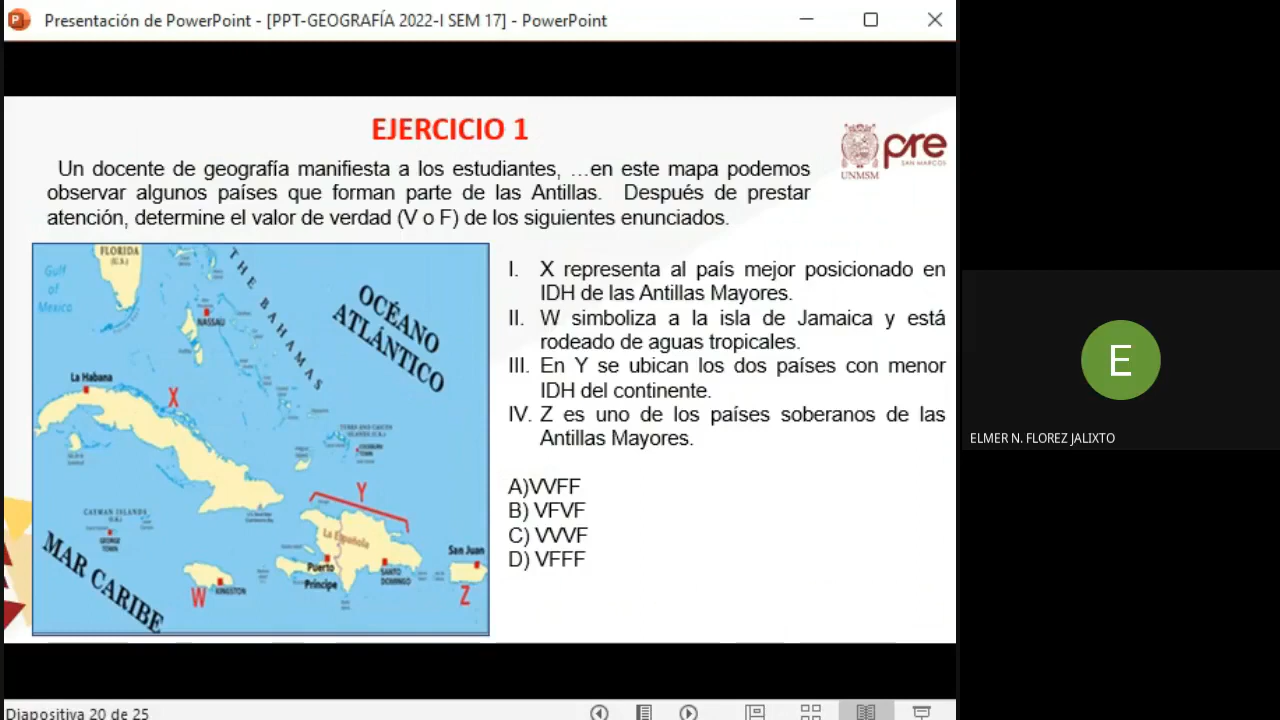 Presentación de PowerPoint - [PPT-GEOGRAFÍA 2022-I SEM 17] - PowerPoint
EJERCICIO 1
UNMSM
pre
SAN MARCOS
Un docente de geografía manifiesta a los estudiantes, …en este mapa podemos
observar algunos países que forman parte de las Antillas. Después de prestar
atención, determine el valor de verdad (V o F) de los siguientes enunciados.
FLORIDA
(U.S.)
Gulf
of
Mexico
THE BAHAMAS
NASSAU
OCÉANO
ATLÁNTICO
La Habana
X
TURKS AND CAICOS
ISLANDS (U.K.)
Y
CAYMAN ISLANDS
(U.K.)
GEORGE
TOWN
La Española
MAR CARIBE
W
KINGSTON
Puerto
Príncipe
SANTO
DOMINGO
San Juan
Z
I. X representa al país mejor posicionado en
IDH de las Antillas Mayores.
II. W simboliza a la isla de Jamaica y está
rodeado de aguas tropicales.
III. En Y se ubican los dos países con menor
IDH del continente.
IV. Z es uno de los países soberanos de las
Antillas Mayores.
A)VVFF
B) VFVF
C) VVVF
D) VFFF
E
ELMER N. FLOREZ JALIXTO
Diapositiva 20 de 25